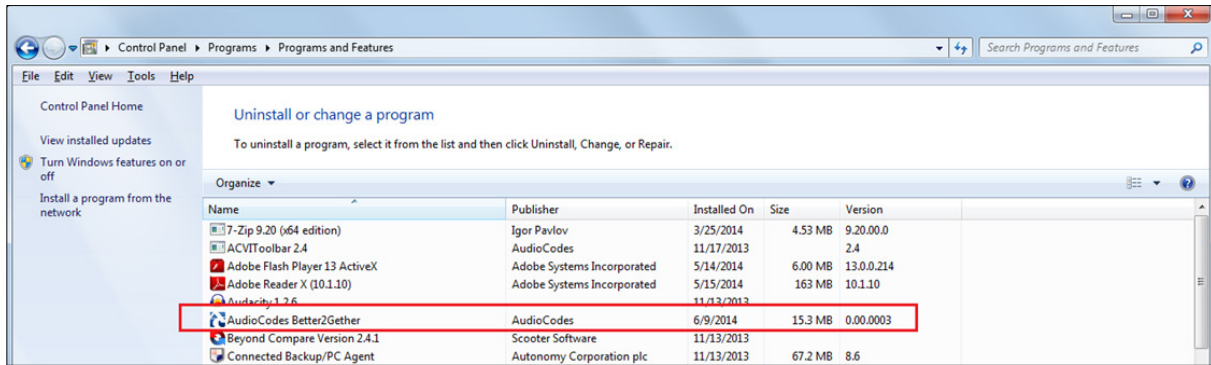 Control Panel ▸ Programs ▸ Programs and Features
Search Programs and Features
File Edit View Tools Help
Control Panel Home
View installed updates
Turn Windows features on or
off
Install a program from the
network
Uninstall or change a program
To uninstall a program, select it from the list and then click Uninstall, Change, or Repair.
Organize
Name Publisher Installed On Size Version
7-Zip 9.20 (x64 edition) Igor Pavlov 3/25/2014 4.53 MB 9.20.00.0
ACVIToolbar 2.4 AudioCodes 11/17/2013 2.4
Adobe Flash Player 13 ActiveX Adobe Systems Incorporated 5/14/2014 6.00 MB 13.0.0.214
Adobe Reader X (10.1.10) Adobe Systems Incorporated 5/15/2014 163 MB 10.1.10
Audacity 1.2.6 11/13/2013
AudioCodes Better2Gether AudioCodes 6/9/2014 15.3 MB 0.00.0003
Beyond Compare Version 2.4.1 Scooter Software 11/13/2013
Connected Backup/PC Agent Autonomy Corporation plc 11/13/2013 67.2 MB 8.6